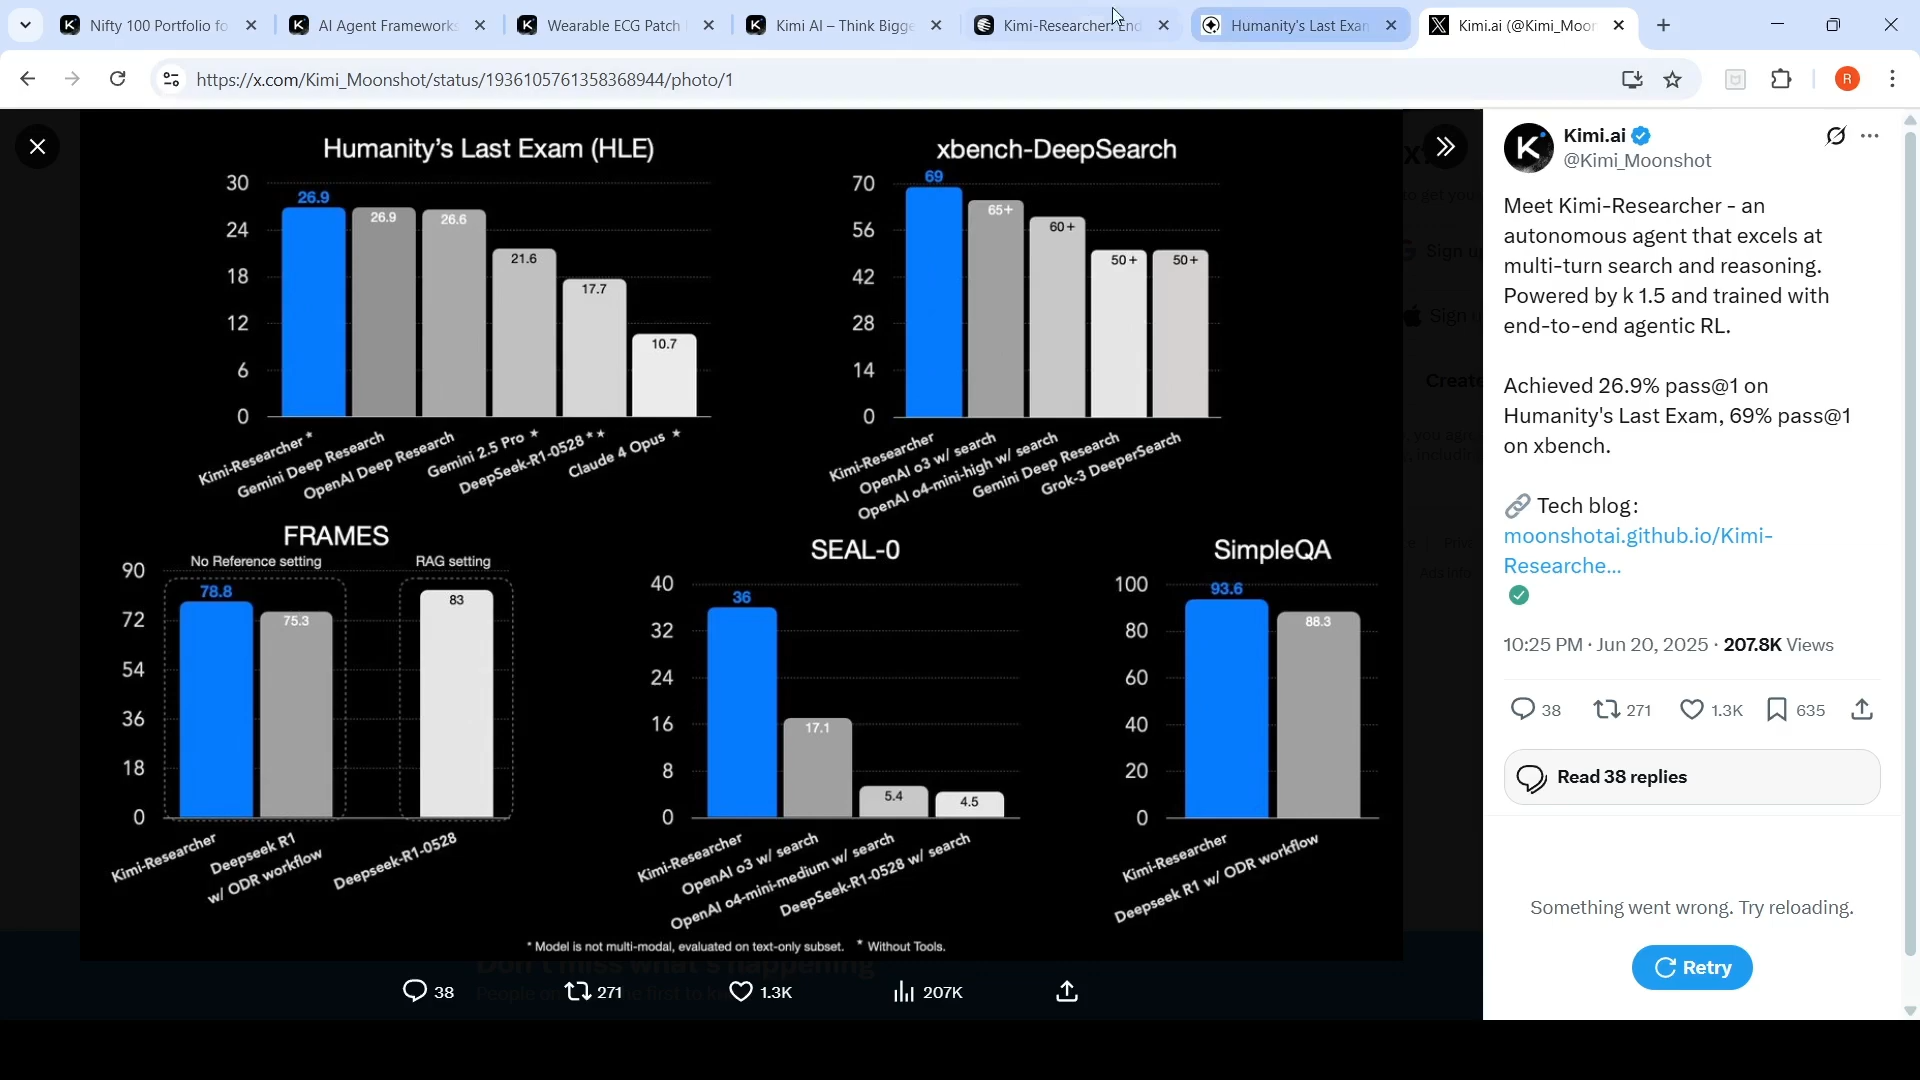 Nifty 100 Portfolio fo
AI Agent Frameworks
Wearable ECG Patch
Kimi AI – Think Bigge
Kimi-Researcher: End
Humanity's Last Exan
Kimi.ai (@Kimi_Moon
https://x.com/Kimi_Moonshot/status/1936105761358368944/photo/1
R
Humanity's Last Exam (HLE)
30
24
18
12
6
0
26.9
26.9
26.6
21.6
17.7
10.7
Kimi-Researcher *
Gemini Deep Research
OpenAI Deep Research
Gemini 2.5 Pro *
DeepSeek-R1-0528 * *
Claude 4 Opus *
xbench-DeepSearch
70
56
42
28
14
0
69
65+
60+
50+
50+
Kimi-Researcher
OpenAI o3 w/ search
OpenAI o4-mini-high w/ search
Gemini Deep Research
Grok-3 DeeperSearch
FRAMES
No Reference setting
RAG setting
90
72
54
36
18
0
78.8
75.3
83
Kimi-Researcher
Deepseek R1
w/ ODR workflow
Deepseek-R1-0528
SEAL-0
40
32
24
16
8
0
36
17.1
5.4
4.5
Kimi-Researcher
OpenAI o3 w/ search
OpenAI o4-mini-medium w/ search
DeepSeek-R1-0528 w/ search
SimpleQA
100
80
60
40
20
0
93.6
88.3
Kimi-Researcher
Deepseek R1 w/ ODR workflow
* Model is not multi-modal, evaluated on text-only subset. * Without Tools.
Don't miss what's happening
38
271
1.3K
207K
Sign u
Sign u
Create
K
Kimi.ai
@Kimi_Moonshot
Meet Kimi-Researcher - an
autonomous agent that excels at
multi-turn search and reasoning.
Powered by k 1.5 and trained with
end-to-end agentic RL.
Achieved 26.9% pass@1 on
Humanity's Last Exam, 69% pass@1
on xbench.
🔗 Tech blog:
moonshotai.github.io/Kimi-
Researche...
10:25 PM · Jun 20, 2025 · 207.8K Views
38
271
1.3K
635
Read 38 replies
Something went wrong. Try reloading.
Retry